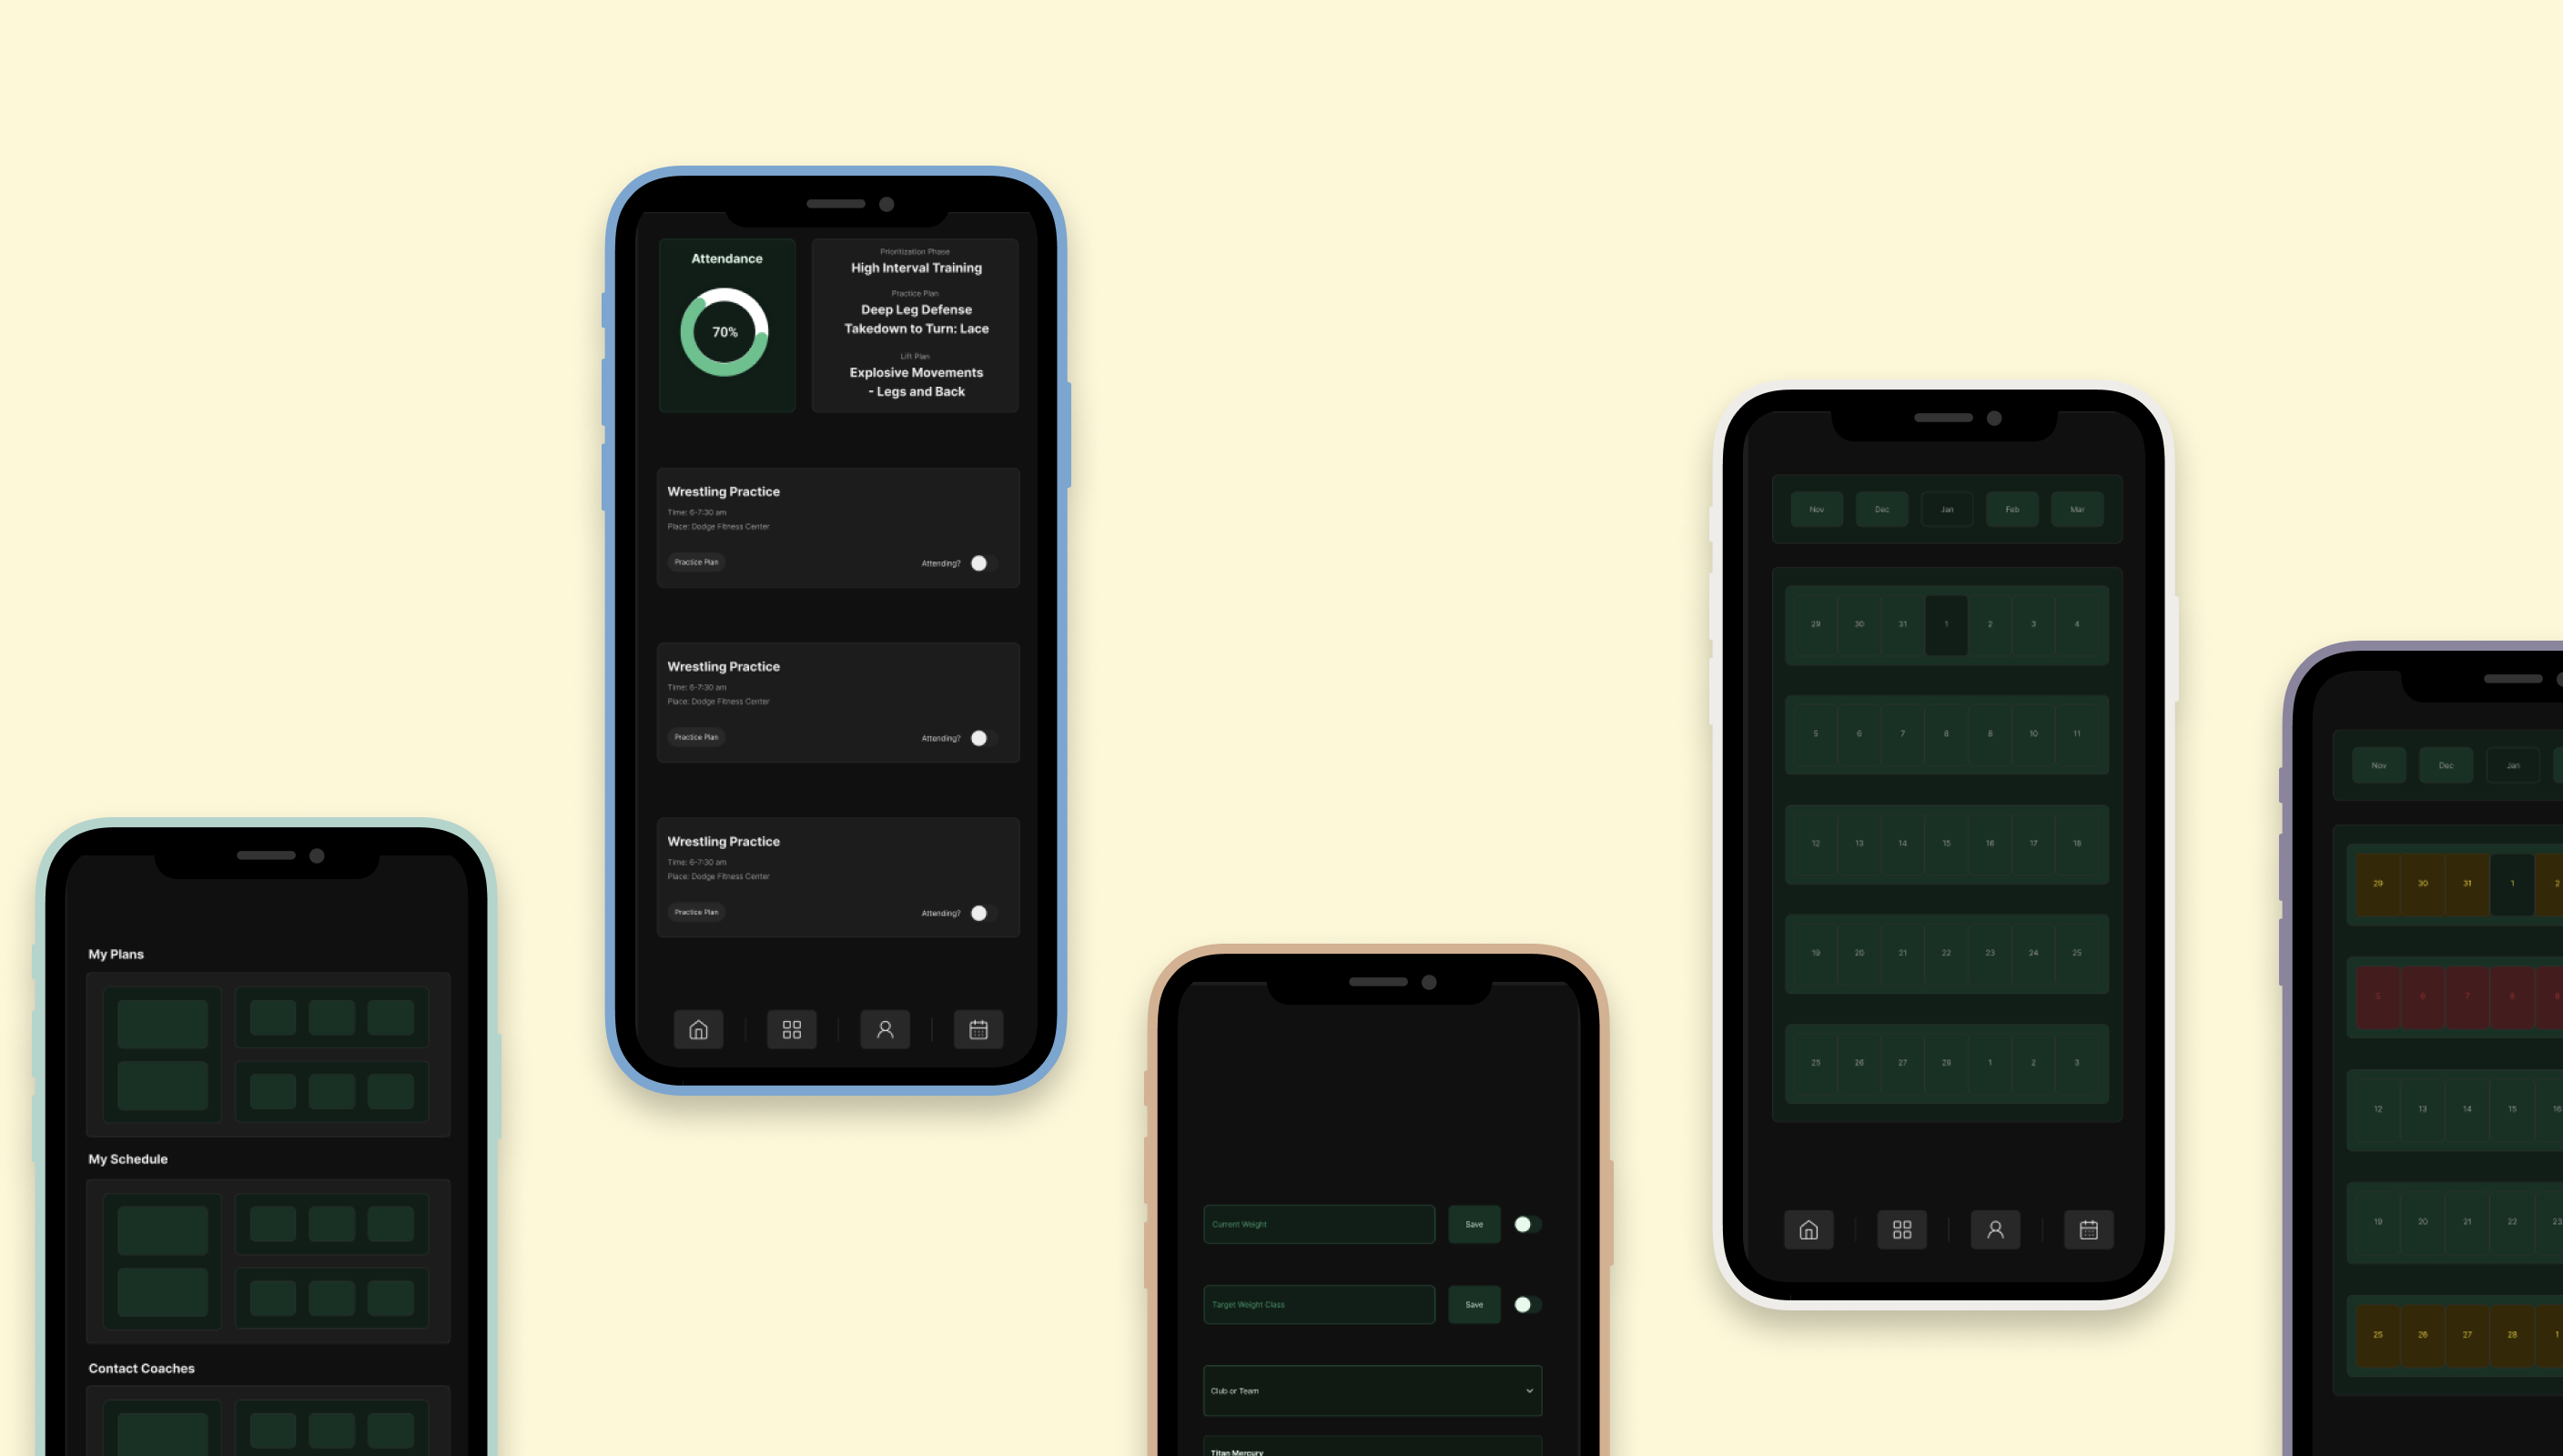 My Plans
My Schedule
Contact Coaches
Attendance
70%
Prioritization Phase
High Interval Training
Practice Plan
Deep Leg Defense
Takedown to Turn: Lace
Lift Plan
Explosive Movements
- Legs and Back
Wrestling Practice
Time: 6-7:30 am
Place: Dodge Fitness Center
Practice Plan Attending?
Wrestling Practice
Time: 6-7:30 am
Place: Dodge Fitness Center
Practice Plan Attending?
Wrestling Practice
Time: 6-7:30 am
Place: Dodge Fitness Center
Practice Plan Attending?
Current Weight Save
Target Weight Class Save
Club or Team
Titan Mercury
Nov Dec Jan Feb Mar
29 30 31 1 2 3 4
5 6 7 8 8 10 11
12 13 14 15 16 17 18
19 20 21 22 23 24 25
25 26 27 28 1 2 3
Nov Dec Jan
29 30 31 1 2
5 6 7 8 8
12 13 14 15 16
19 20 21 22 23
25 26 27 28 1